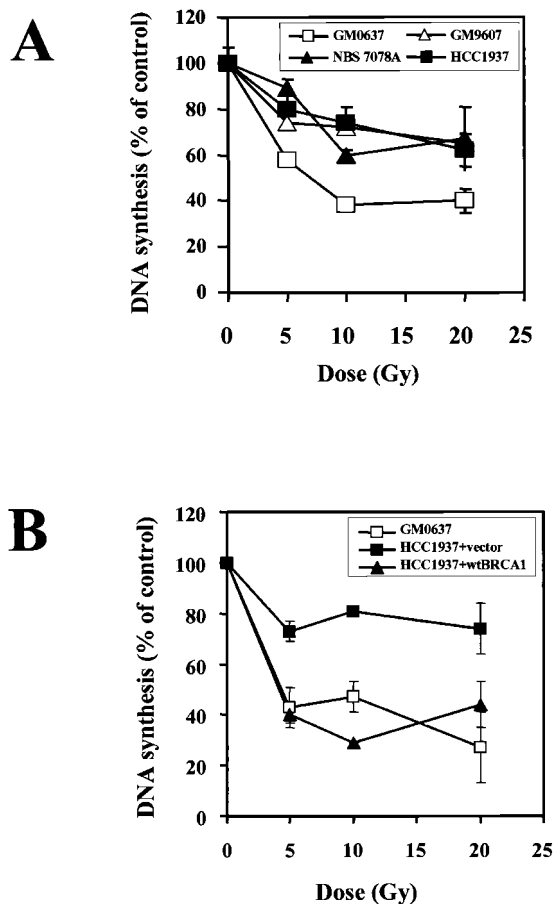 A
DNA synthesis (% of control)
120
100
80
60
40
20
0
GM0637 GM9607
NBS 7078A HCC1937
0 5 10 15 20 25
Dose (Gy)
B
DNA synthesis (% of control)
120
100
80
60
40
20
0
GM0637
HCC1937+vector
HCC1937+wtBRCA1
0 5 10 15 20 25
Dose (Gy)